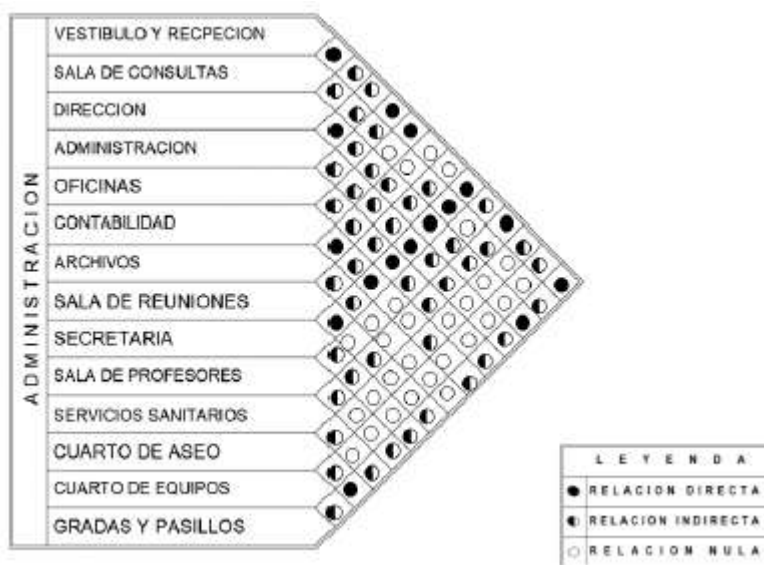 ADMINISTRACION
VESTIBULO Y RECPECION
SALA DE CONSULTAS
DIRECCION
ADMINISTRACION
OFICINAS
CONTABILIDAD
ARCHIVOS
SALA DE REUNIONES
SECRETARIA
SALA DE PROFESORES
SERVICIOS SANITARIOS
CUARTO DE ASEO
CUARTO DE EQUIPOS
GRADAS Y PASILLOS
LEYENDA
RELACION DIRECTA
RELACION INDIRECTA
RELACION NULA